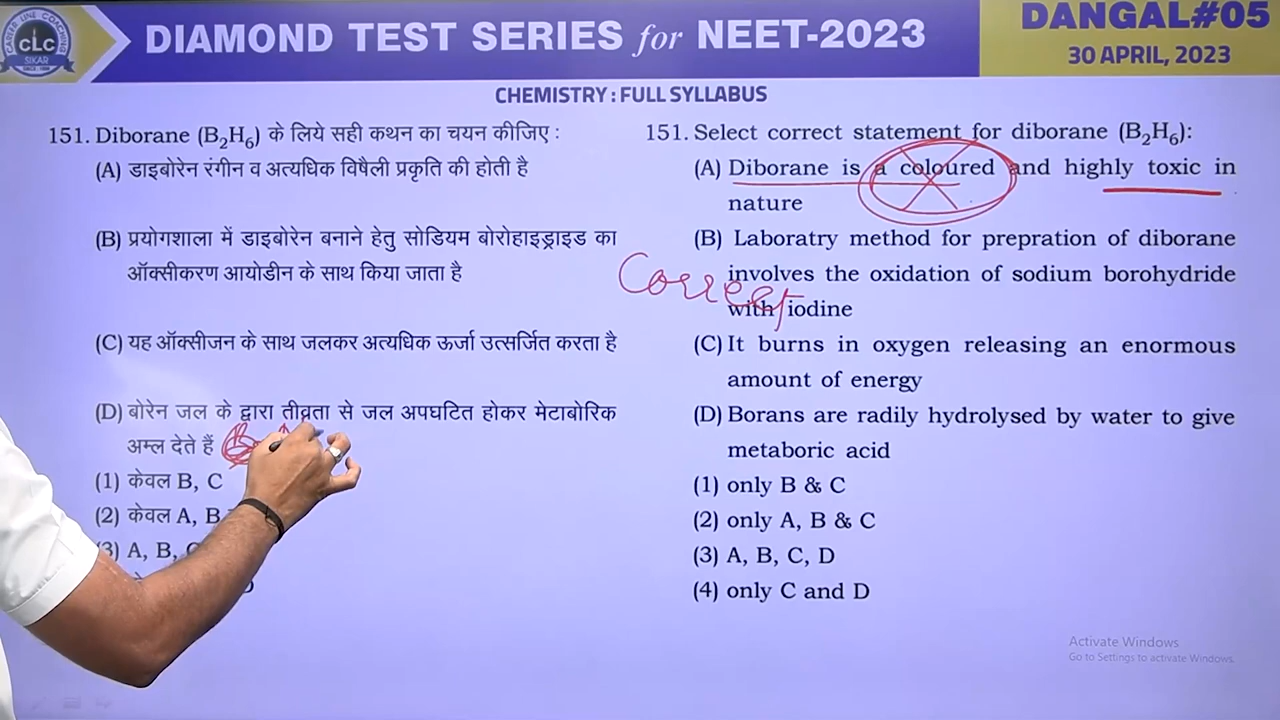 CAREER LINE COACHING
CLC
SIKAR
DIAMOND TEST SERIES for NEET-2023
DANGAL#05
30 APRIL, 2023
CHEMISTRY : FULL SYLLABUS
151. Diborane (B₂H₆) के लिये सही कथन का चयन कीजिए :
(A) डाइबोरेन रंगीन व अत्यधिक विषैली प्रकृति की होती है
(B) प्रयोगशाला में डाइबोरेन बनाने हेतु सोडियम बोरोहाइड्राइड का
ऑक्सीकरण आयोडीन के साथ किया जाता है
(C) यह ऑक्सीजन के साथ जलकर अत्यधिक ऊर्जा उत्सर्जित करता है
(D) बोरेन जल के द्वारा तीव्रता से जल अपघटित होकर मेटाबोरिक
अम्ल देते हैं
(1) केवल B, C
(2) केवल A, B
(3) A, B,
151. Select correct statement for diborane (B₂H₆):
(A) Diborane is a coloured and highly toxic in
nature
(B) Laboratry method for prepration of diborane
involves the oxidation of sodium borohydride
with iodine
Correct
(C) It burns in oxygen releasing an enormous
amount of energy
(D) Borans are radily hydrolysed by water to give
metaboric acid
(1) only B & C
(2) only A, B & C
(3) A, B, C, D
(4) only C and D
Activate Windows
Go to Settings to activate Windows.